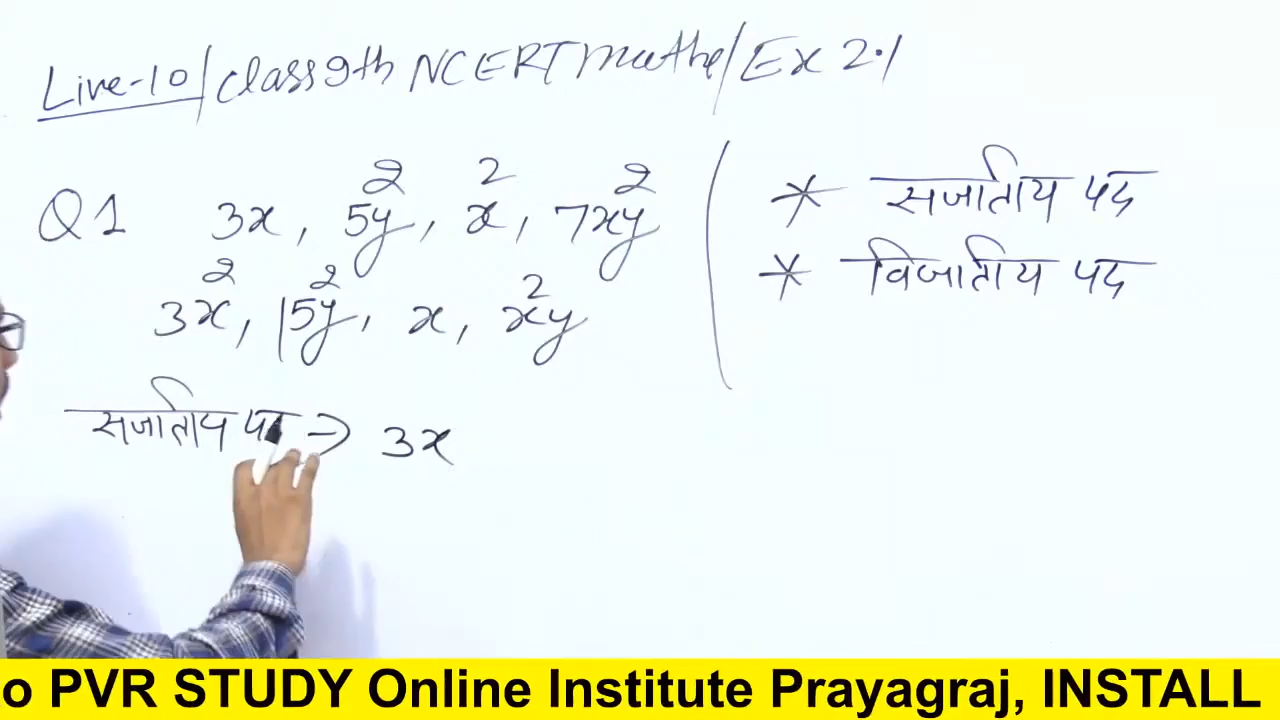 Live-10/class 9th NCERT maths/Ex 2.1
Q1 3x, 5y², x², 7xy²
3x², 15y², x, x²y
* सजातीय पद
* विजातीय पद
सजातीय पद ⇒ 3x
o PVR STUDY Online Institute Prayagraj, INSTALL